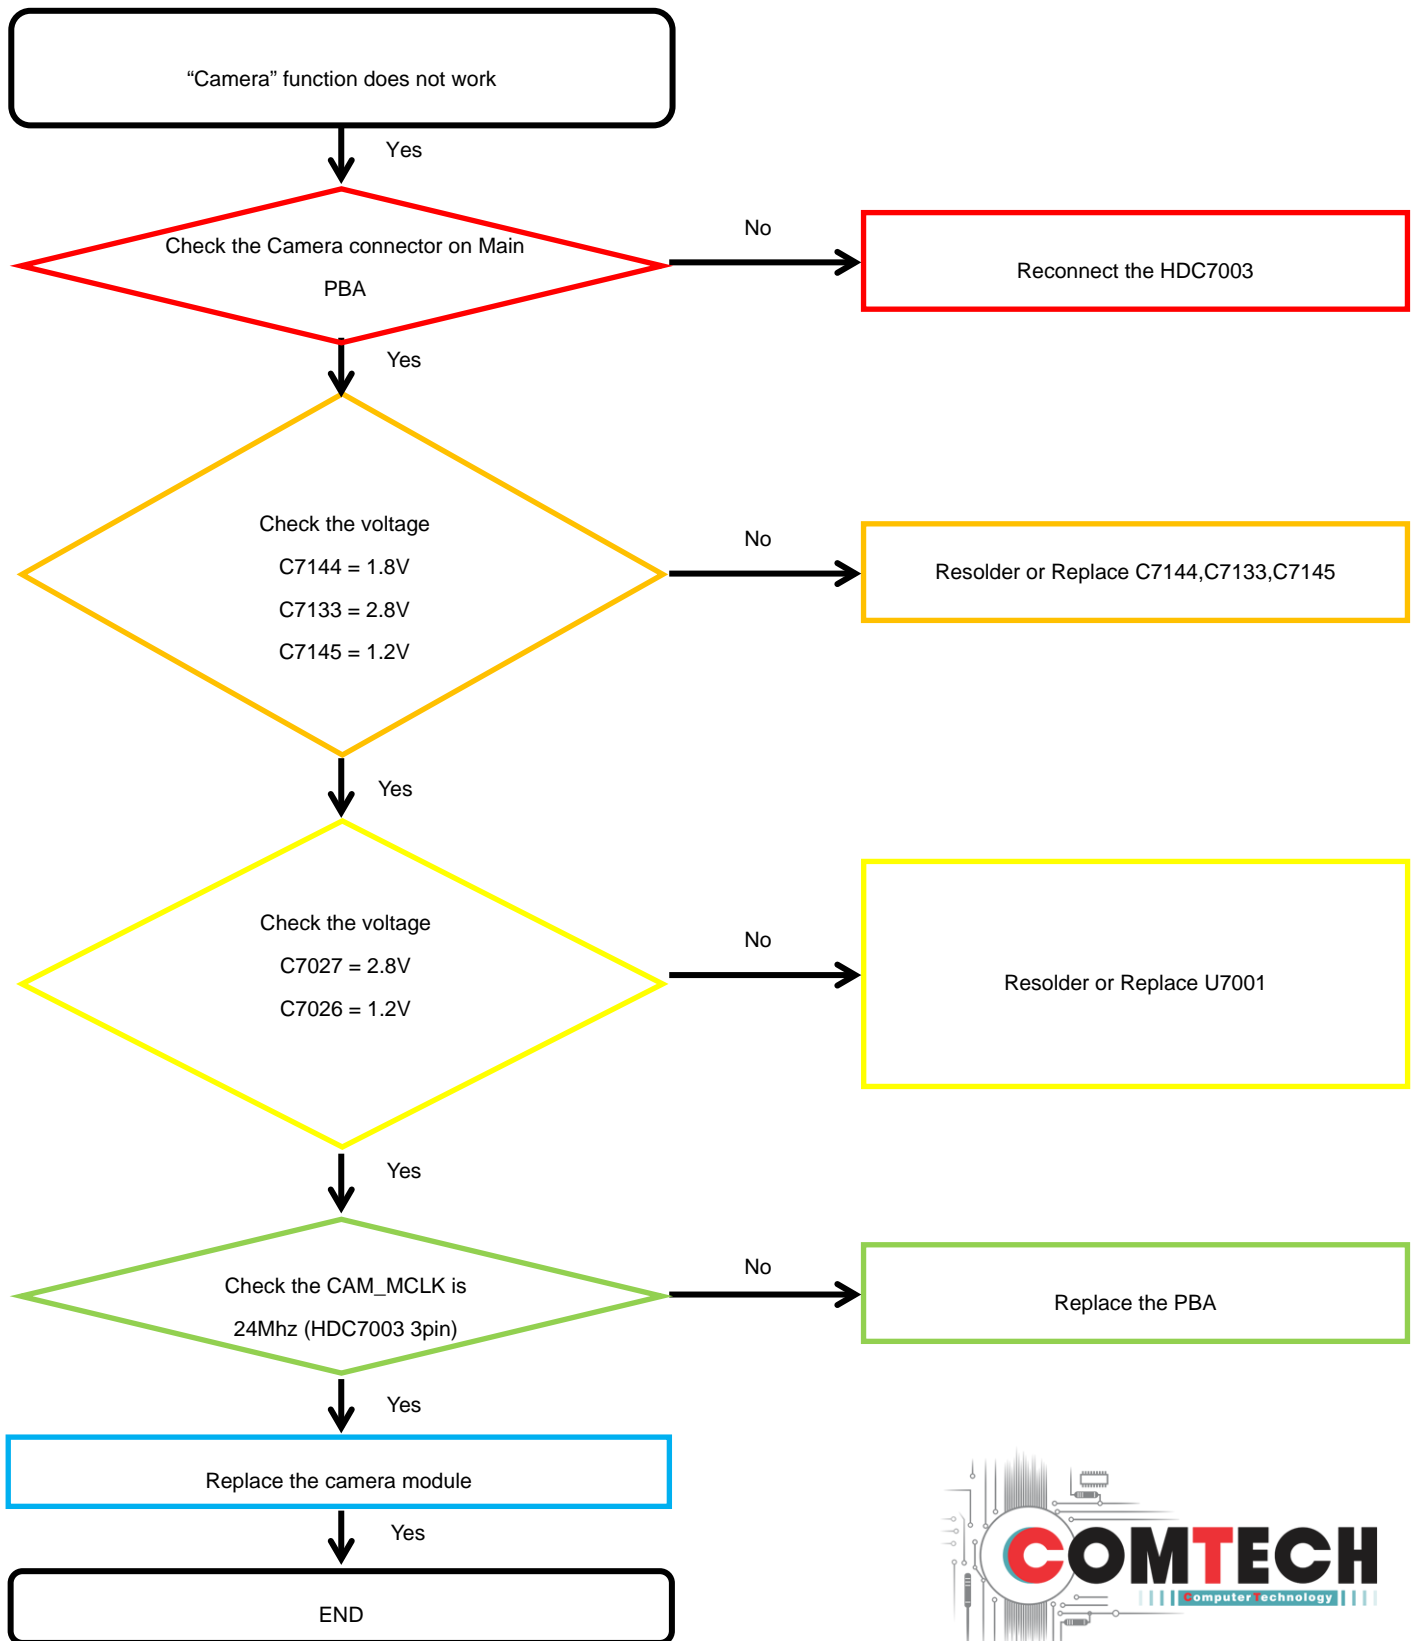 “Camera” function does not work
Yes
Check the Camera connector on Main
PBA
No
Reconnect the HDC7003
Yes
Check the voltage
C7144 = 1.8V
C7133 = 2.8V
C7145 = 1.2V
No
Resolder or Replace C7144,C7133,C7145
Yes
Check the voltage
C7027 = 2.8V
C7026 = 1.2V
No
Resolder or Replace U7001
Yes
Check the CAM_MCLK is
24Mhz (HDC7003 3pin)
No
Replace the PBA
Yes
Replace the camera module
Yes
END
COMTECH
Computer Technology